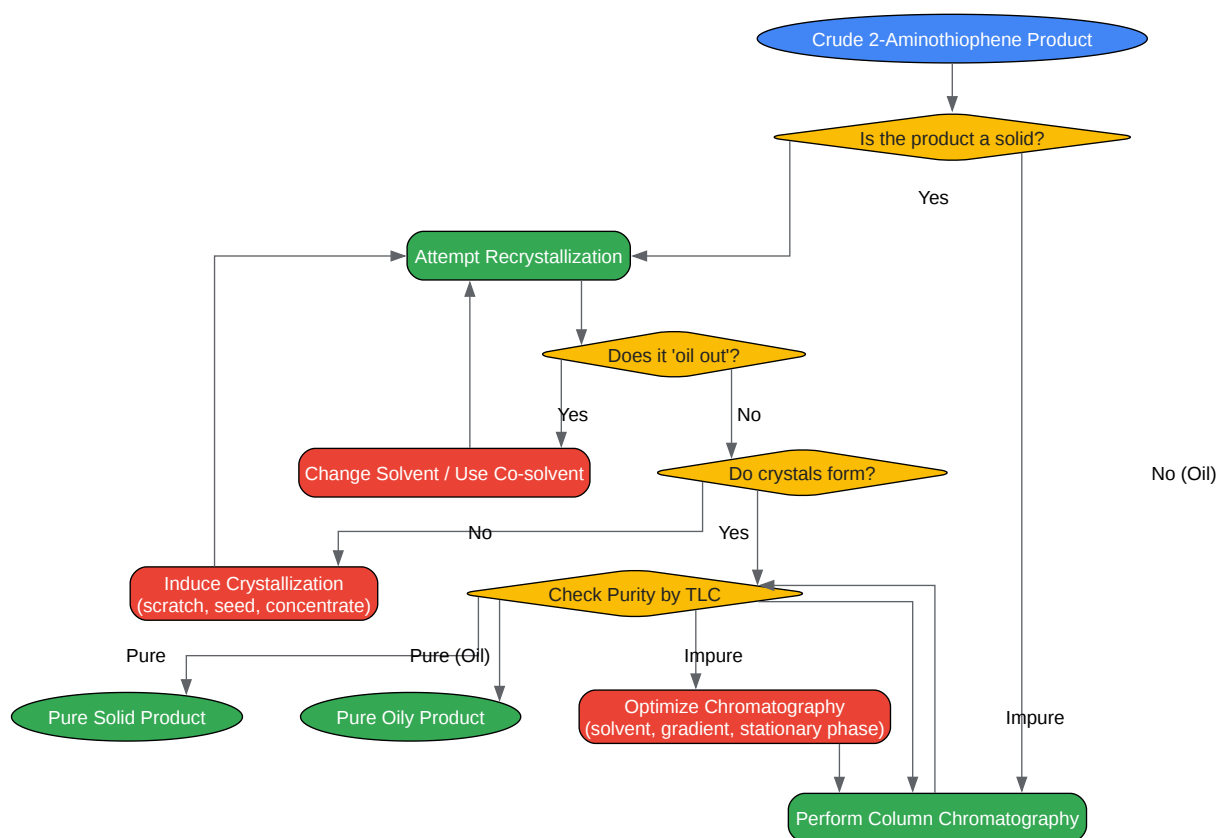 Crude 2-Aminothiophene Product
Is the product a solid?
Yes
Attempt Recrystallization
Does it 'oil out'?
Yes
No
Change Solvent / Use Co-solvent
Do crystals form?
No (Oil)
No
Yes
Induce Crystallization
(scratch, seed, concentrate)
Check Purity by TLC
Pure
Pure (Oil)
Impure
Pure Solid Product
Pure Oily Product
Optimize Chromatography
(solvent, gradient, stationary phase)
Impure
Perform Column Chromatography